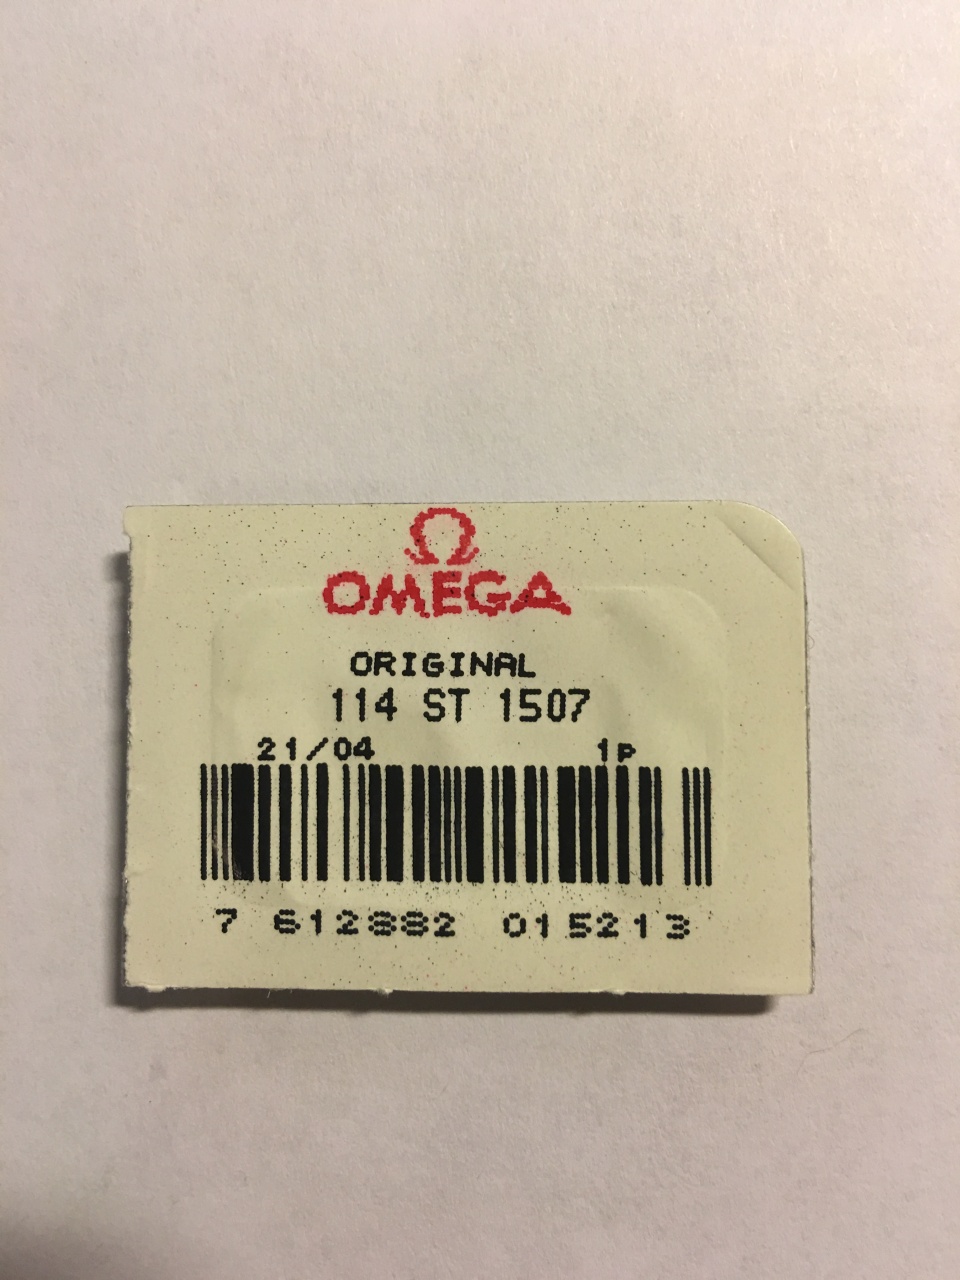 Ω
OMEGA
ORIGINAL
114 ST 1507
21/04 1P
7 612882 015213